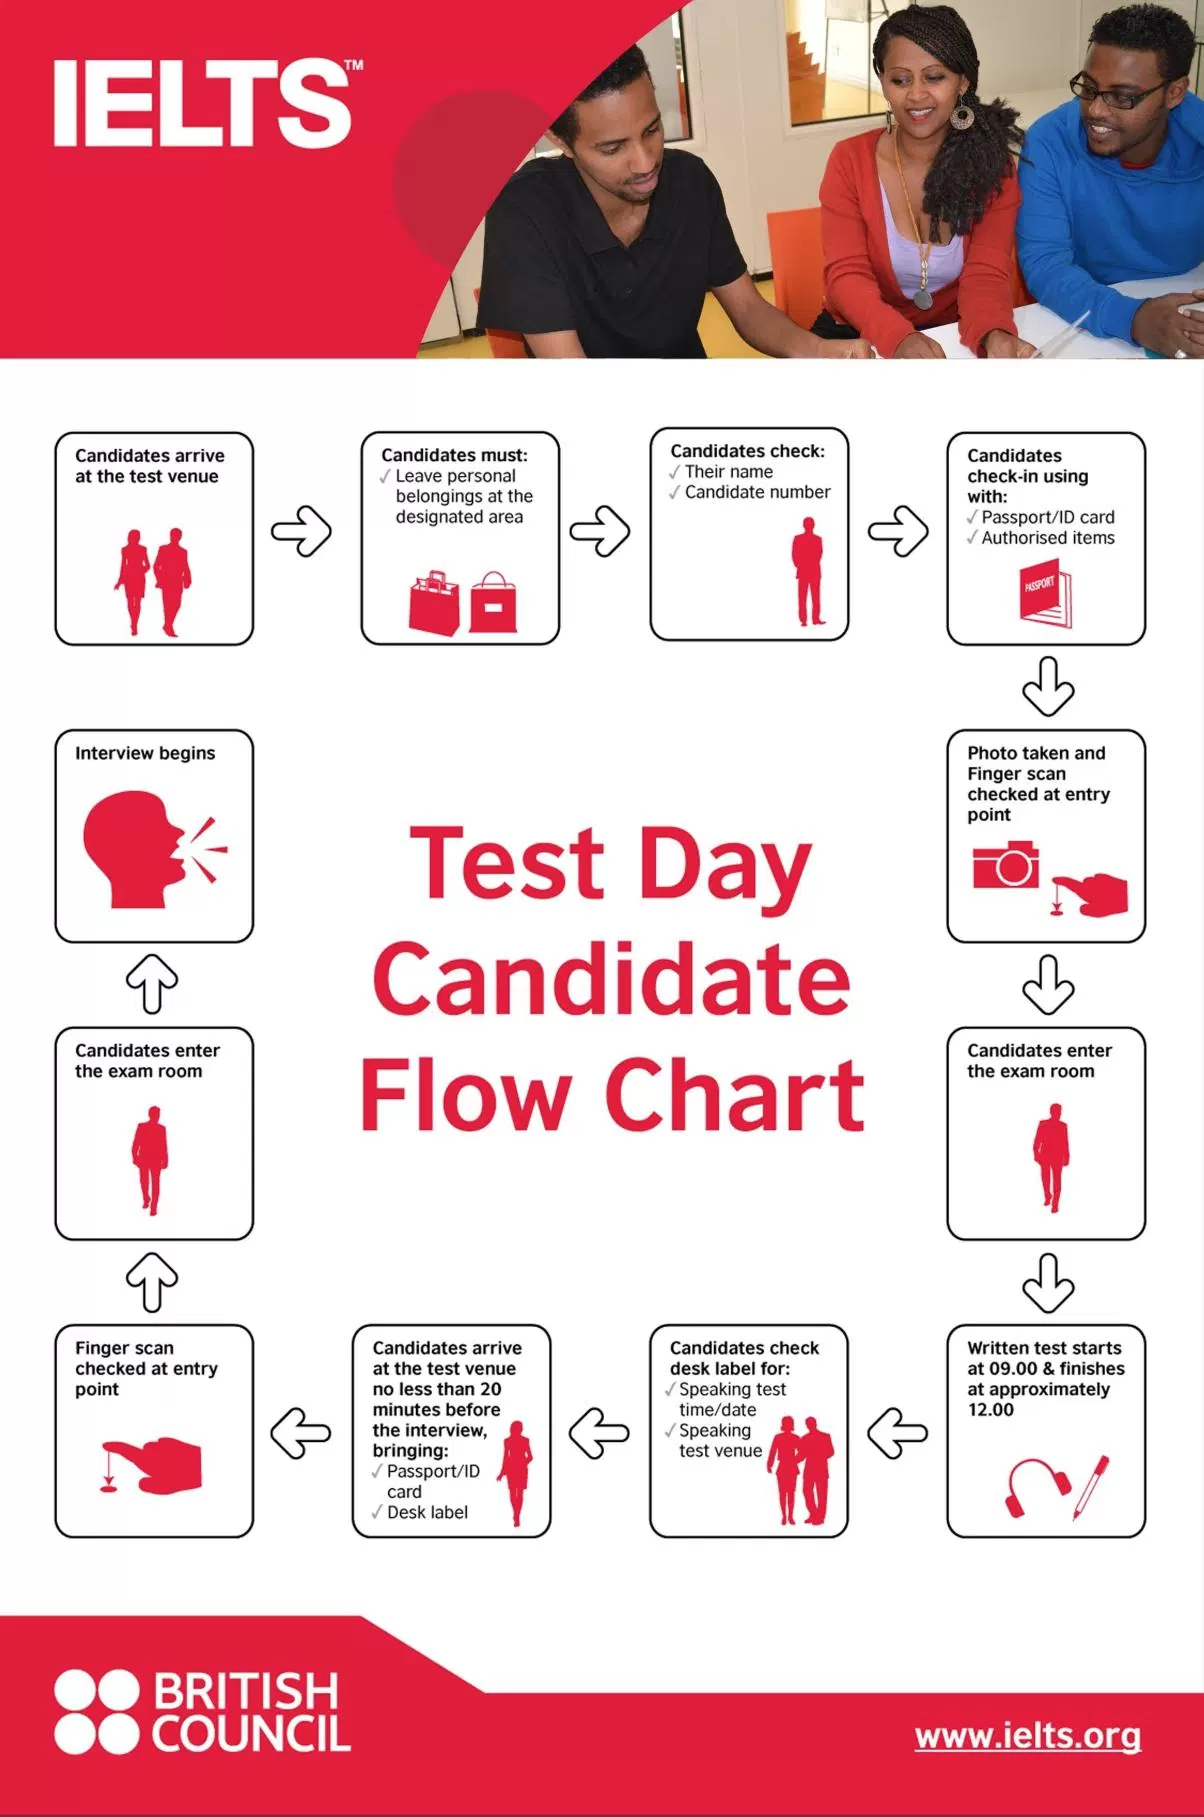 IELTS™
Candidates arrive
at the test venue
Candidates must:
✓ Leave personal
belongings at the
designated area
Candidates check:
✓ Their name
✓ Candidate number
Candidates
check-in using
with:
✓ Passport/ID card
✓ Authorised items
PASSPORT
Photo taken and
Finger scan
checked at entry
point
Candidates enter
the exam room
Written test starts
at 09.00 & finishes
at approximately
12.00
Candidates check
desk label for:
✓ Speaking test
time/date
✓ Speaking
test venue
Candidates arrive
at the test venue
no less than 20
minutes before
the interview,
bringing:
✓ Passport/ID
card
✓ Desk label
Finger scan
checked at entry
point
Candidates enter
the exam room
Interview begins
Test Day
Candidate
Flow Chart
BRITISH
COUNCIL
www.ielts.org